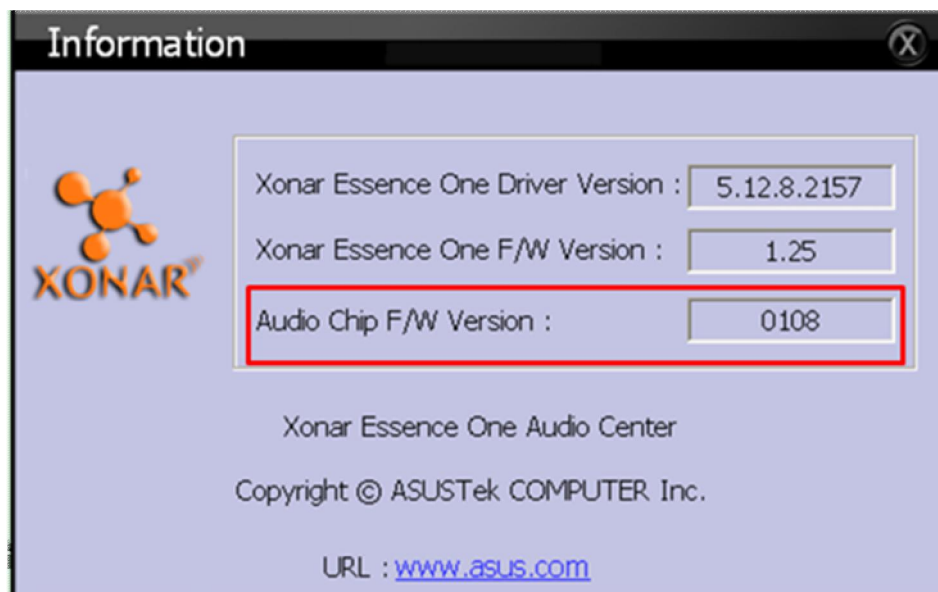 Information
Xonar Essence One Driver Version : 5.12.8.2157
Xonar Essence One F/W Version : 1.25
XONAR
Audio Chip F/W Version : 0108
Xonar Essence One Audio Center
Copyright © ASUSTek COMPUTER Inc.
URL : www.asus.com